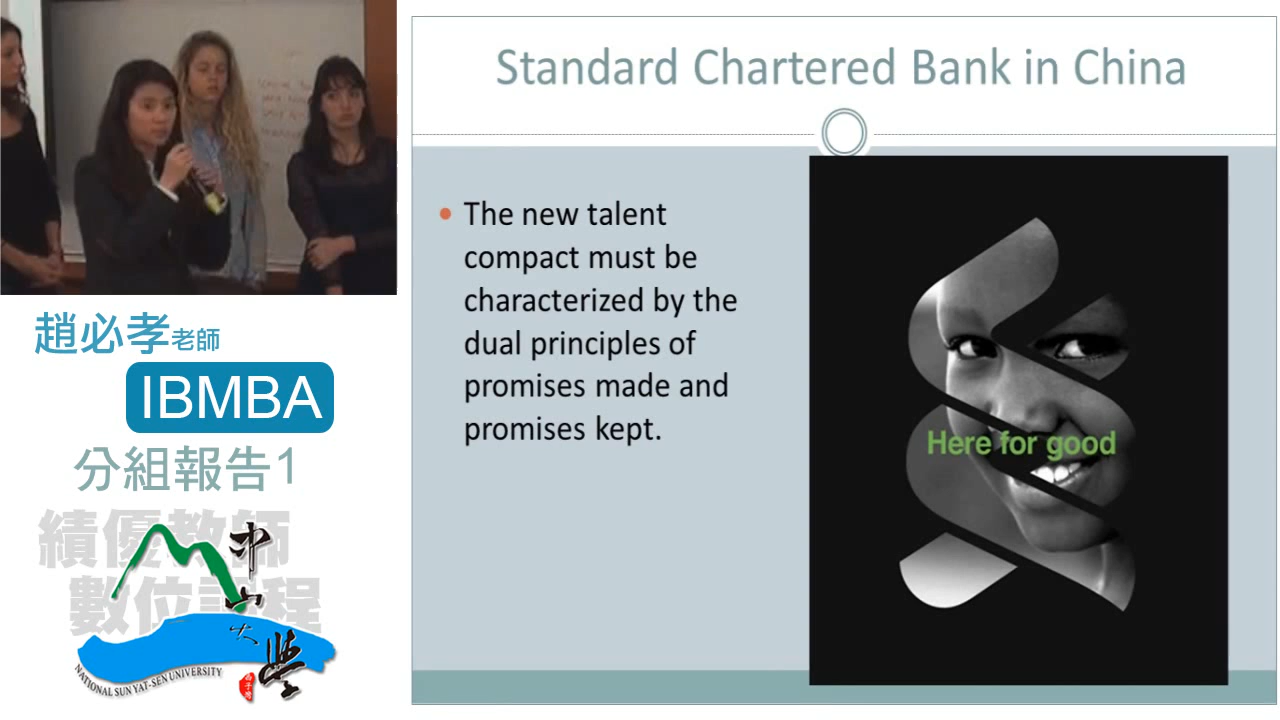 Standard Chartered Bank in China
• The new talent
compact must be
characterized by the
dual principles of
promises made and
promises kept.
Here for good
趙必孝老師
IBMBA
分組報告1
績優教師
數位課程
中山大學
NATIONAL SUN YAT-SEN UNIVERSITY